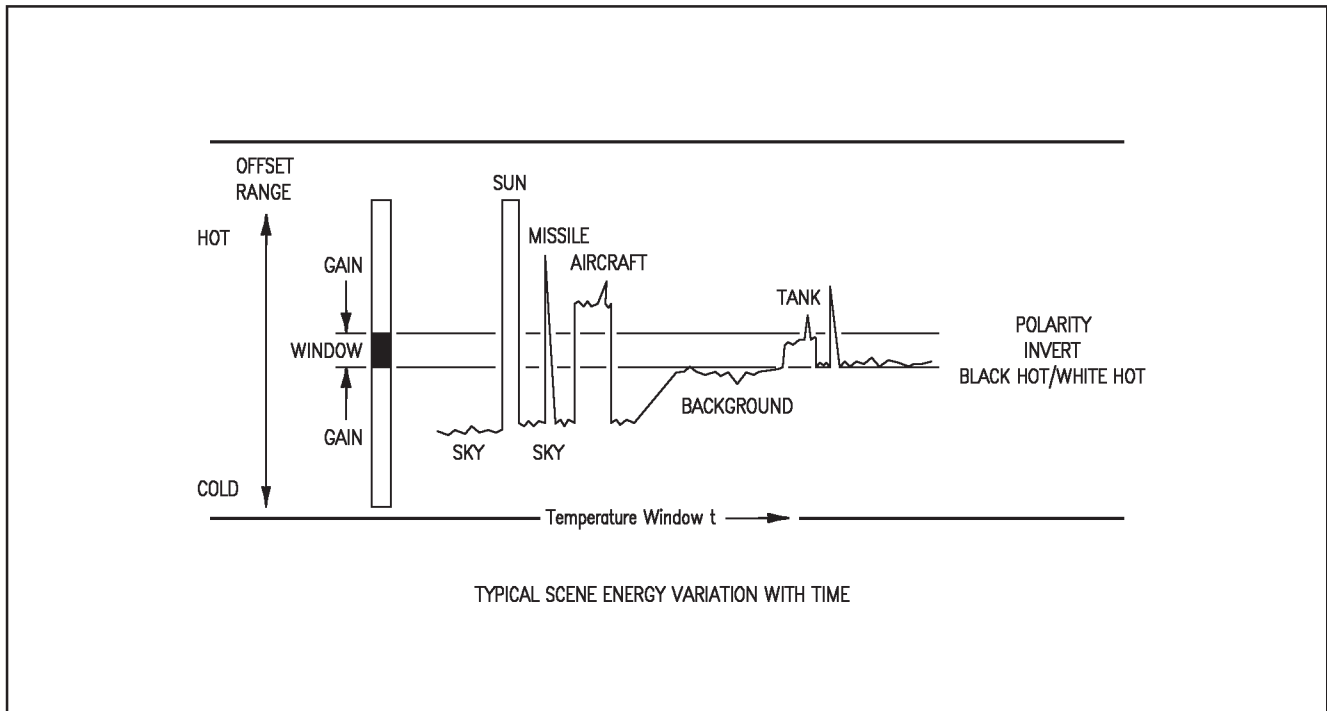 OFFSET
RANGE
HOT
COLD
GAIN
WINDOW
GAIN
SUN
MISSILE
AIRCRAFT
TANK
SKY
SKY
BACKGROUND
POLARITY
INVERT
BLACK HOT/WHITE HOT
Temperature Window t
TYPICAL SCENE ENERGY VARIATION WITH TIME